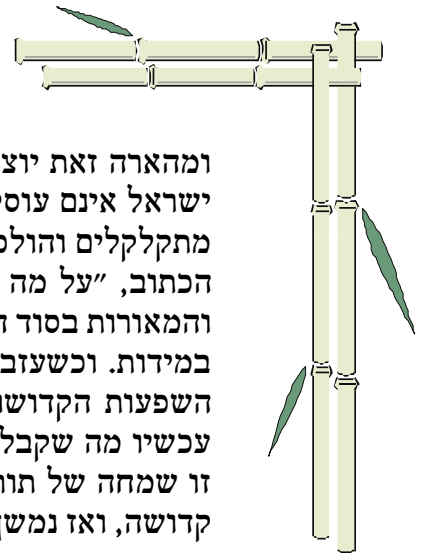 ומהארה זאת יוצ
ישראל אינם עוסק
מתקלקלים והולכ
הכתוב, "על מה
והמאורות בסוד ה
במידות. וכשעזב
השפעות הקדושו
עכשיו מה שקבל
זו שמחה של תור
קדושה, ואז נמשך